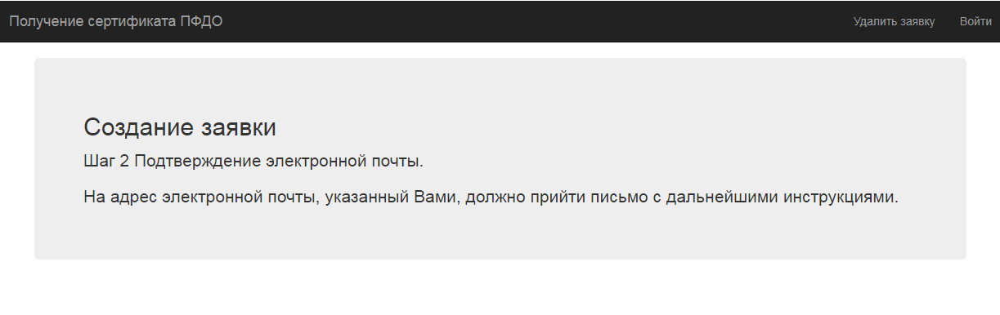 Получение сертификата ПФДО
Удалить заявку
Войти
Создание заявки
Шаг 2 Подтверждение электронной почты.
На адрес электронной почты, указанный Вами, должно прийти письмо с дальнейшими инструкциями.